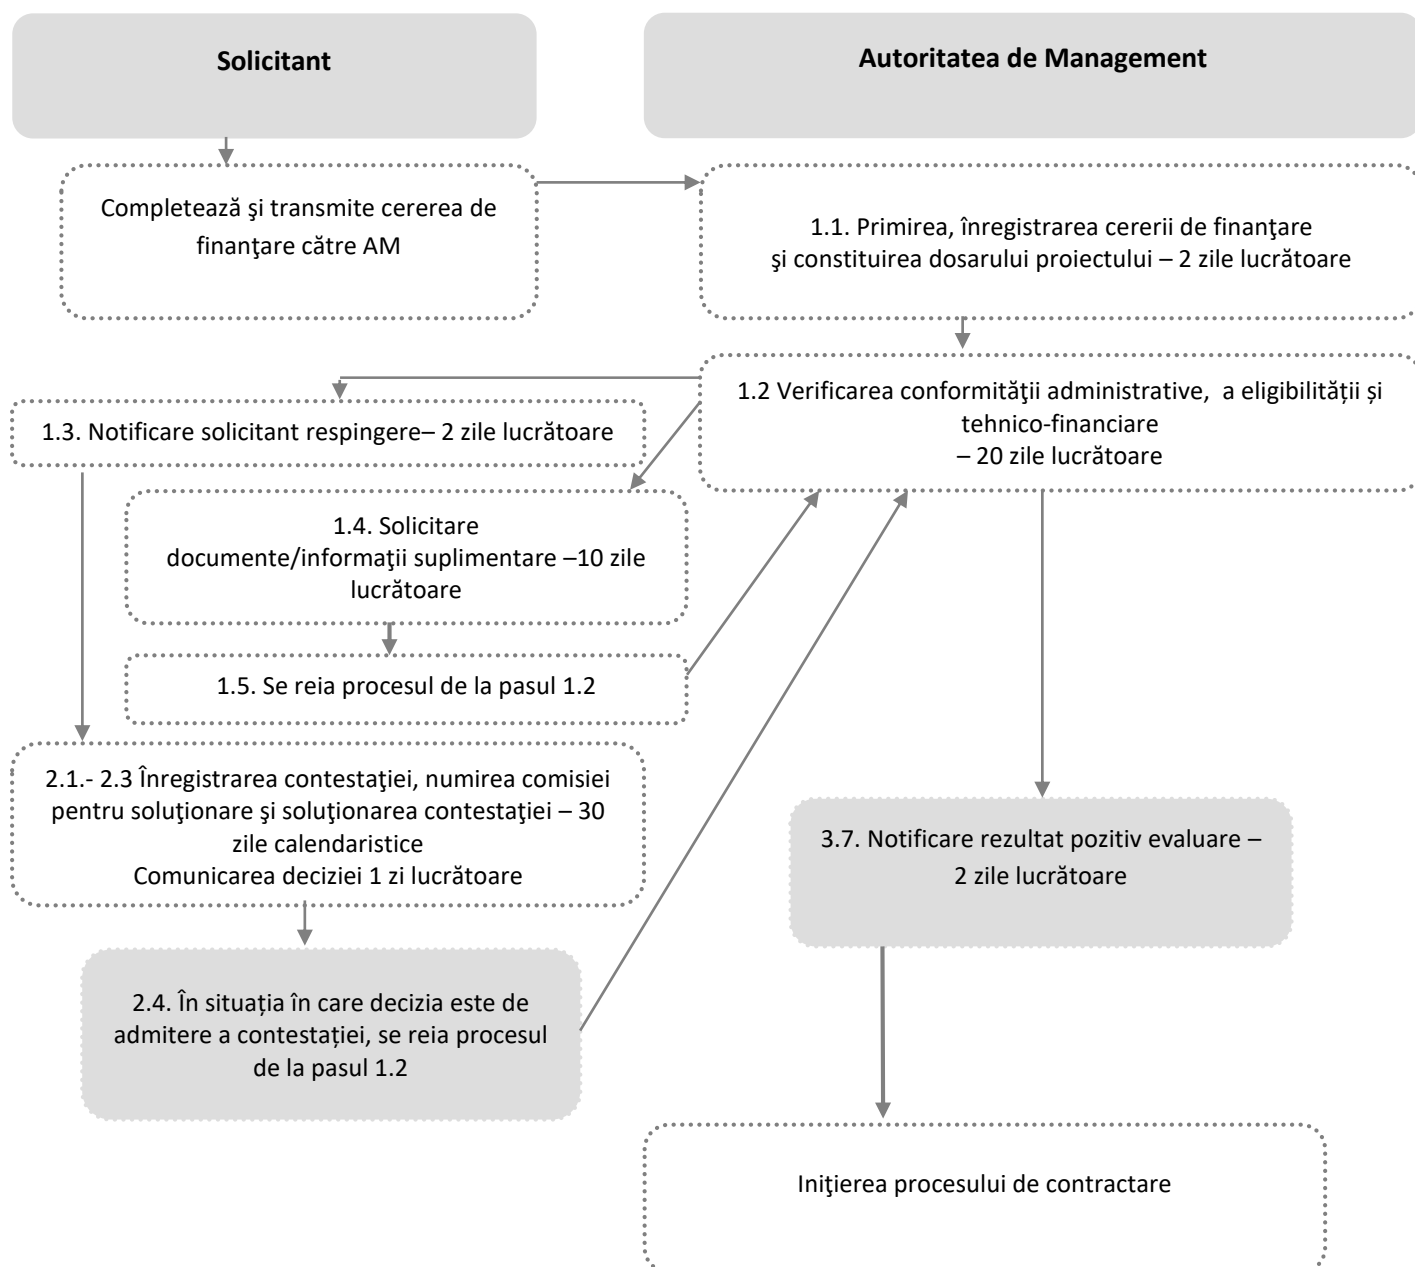 Solicitant
Autoritatea de Management
Completează şi transmite cererea de
finanţare către AM
1.1. Primirea, înregistrarea cererii de finanţare
şi constituirea dosarului proiectului – 2 zile lucrătoare
1.2 Verificarea conformităţii administrative,  a eligibilității și
tehnico-financiare
– 20 zile lucrătoare
1.3. Notificare solicitant respingere– 2 zile lucrătoare
1.4. Solicitare
documente/informaţii suplimentare –10 zile
lucrătoare
1.5. Se reia procesul de la pasul 1.2
2.1.- 2.3 Înregistrarea contestaţiei, numirea comisiei
pentru soluţionare şi soluţionarea contestaţiei – 30
zile calendaristice
Comunicarea deciziei 1 zi lucrătoare
3.7. Notificare rezultat pozitiv evaluare –
2 zile lucrătoare
2.4. În situația în care decizia este de
admitere a contestației, se reia procesul
de la pasul 1.2
Iniţierea procesului de contractare